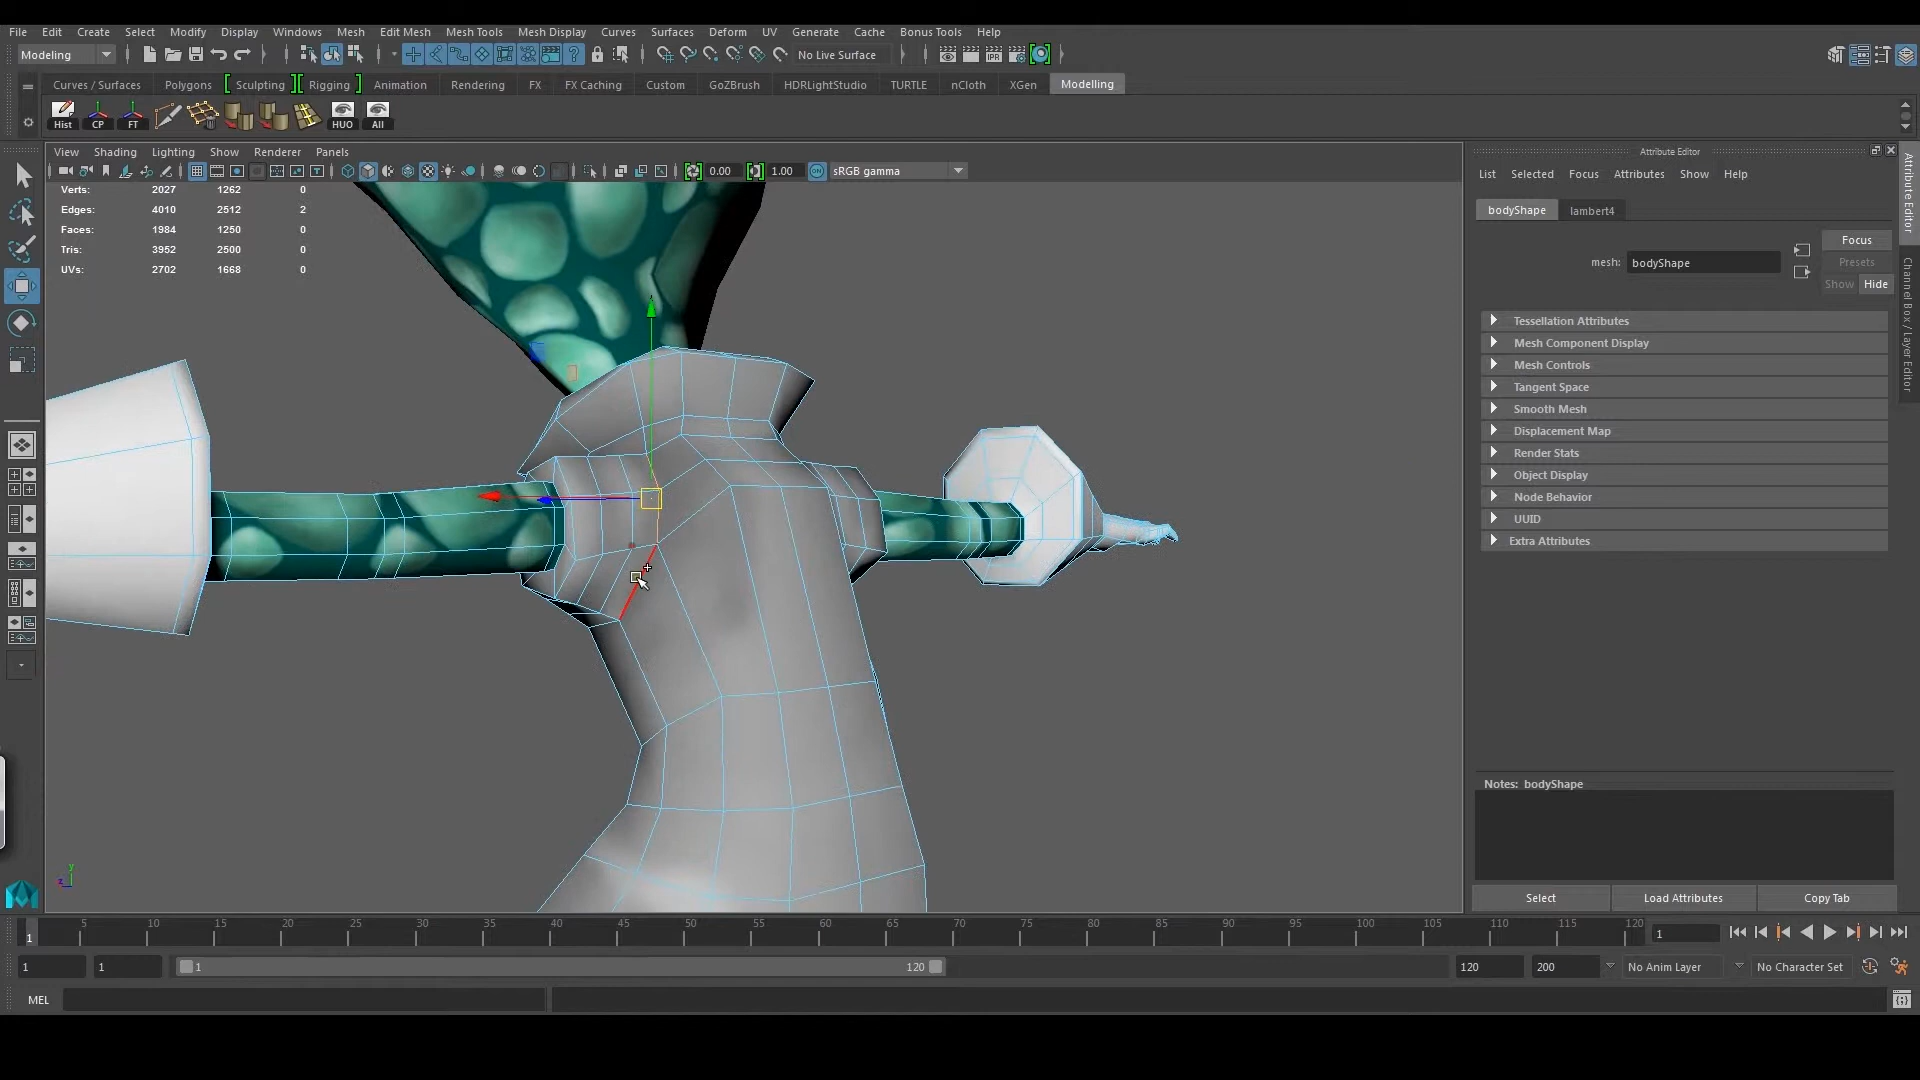 File Edit Create Select Modify Display Windows Mesh Edit Mesh Mesh Tools Mesh Display Curves Surfaces Deform UV Generate Cache Bonus Tools Help
Modeling No Live Surface
Curves / Surfaces Polygons Sculpting Rigging Animation Rendering FX FX Caching Custom GoZBrush HDRLightStudio TURTLE nCloth XGen Modelling
Hist CP FT HUO All
View Shading Lighting Show Renderer Panels
0.00 1.00 ON sRGB gamma
Verts: 2027 1262 0
Edges: 4010 2512 2
Faces: 1984 1250 0
Tris: 3952 2500 0
UVs: 2702 1668 0
Attribute Editor
List Selected Focus Attributes Show Help
bodyShape lambert4
Focus
mesh: bodyShape
Presets
Show Hide
Tessellation Attributes
Mesh Component Display
Mesh Controls
Tangent Space
Smooth Mesh
Displacement Map
Render Stats
Object Display
Node Behavior
UUID
Extra Attributes
Notes: bodyShape
Select Load Attributes Copy Tab
Attribute Editor
Channel Box / Layer Editor
y
z
5 10 15 20 25 30 35 40 45 50 55 60 65 70 75 80 85 90 95 100 105 110 115 120
1 1
1 1 1 120 120 200 No Anim Layer No Character Set
MEL